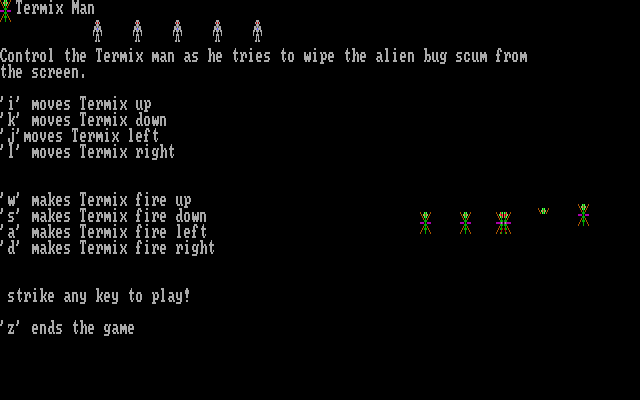 Termix Man
Control the Termix man as he tries to wipe the alien bug scum from
the screen.
'i' moves Termix up
'k' moves Termix down
'j'moves Termix left
'l' moves Termix right
'w' makes Termix fire up
's' makes Termix fire down
'a' makes Termix fire left
'd' makes Termix fire right
strike any key to play!
'z' ends the game